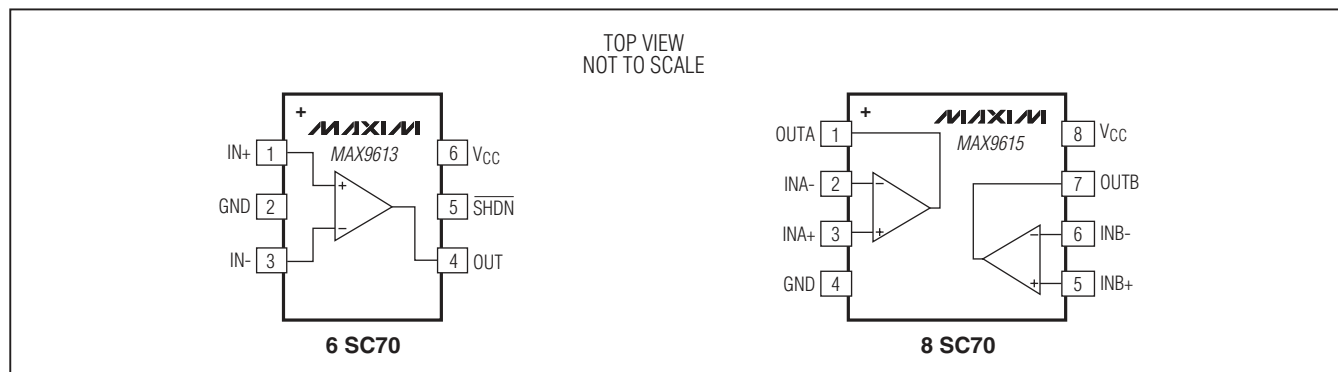 TOP VIEW
NOT TO SCALE
+
MAXIM
MAX9613
IN+ 1
GND 2
IN- 3
6 VCC
5 SHDN
4 OUT
+
-
6 SC70
+
MAXIM
MAX9615
OUTA 1
INA- 2
INA+ 3
GND 4
8 VCC
7 OUTB
6 INB-
5 INB+
-
+
-
+
8 SC70